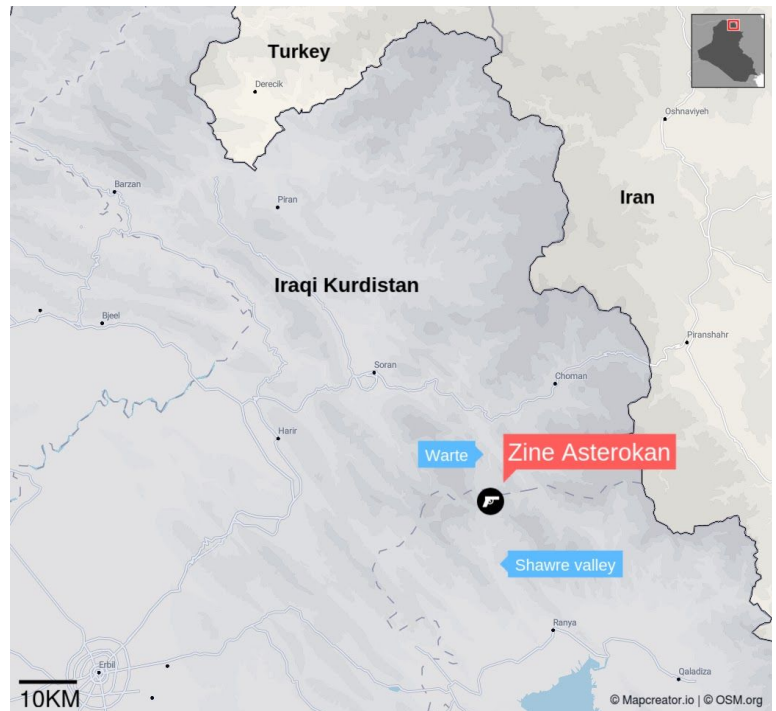 Turkey
Derecik
Oshnaviyeh
Barzan
Piran
Iran
Iraqi Kurdistan
Bjeel
Piranshahr
Soran
Choman
Harir
Warte
Zine Asterokan
Shawre valley
Ranya
Erbil
Qaladiza
10KM
© Mapcreator.io | © OSM.org